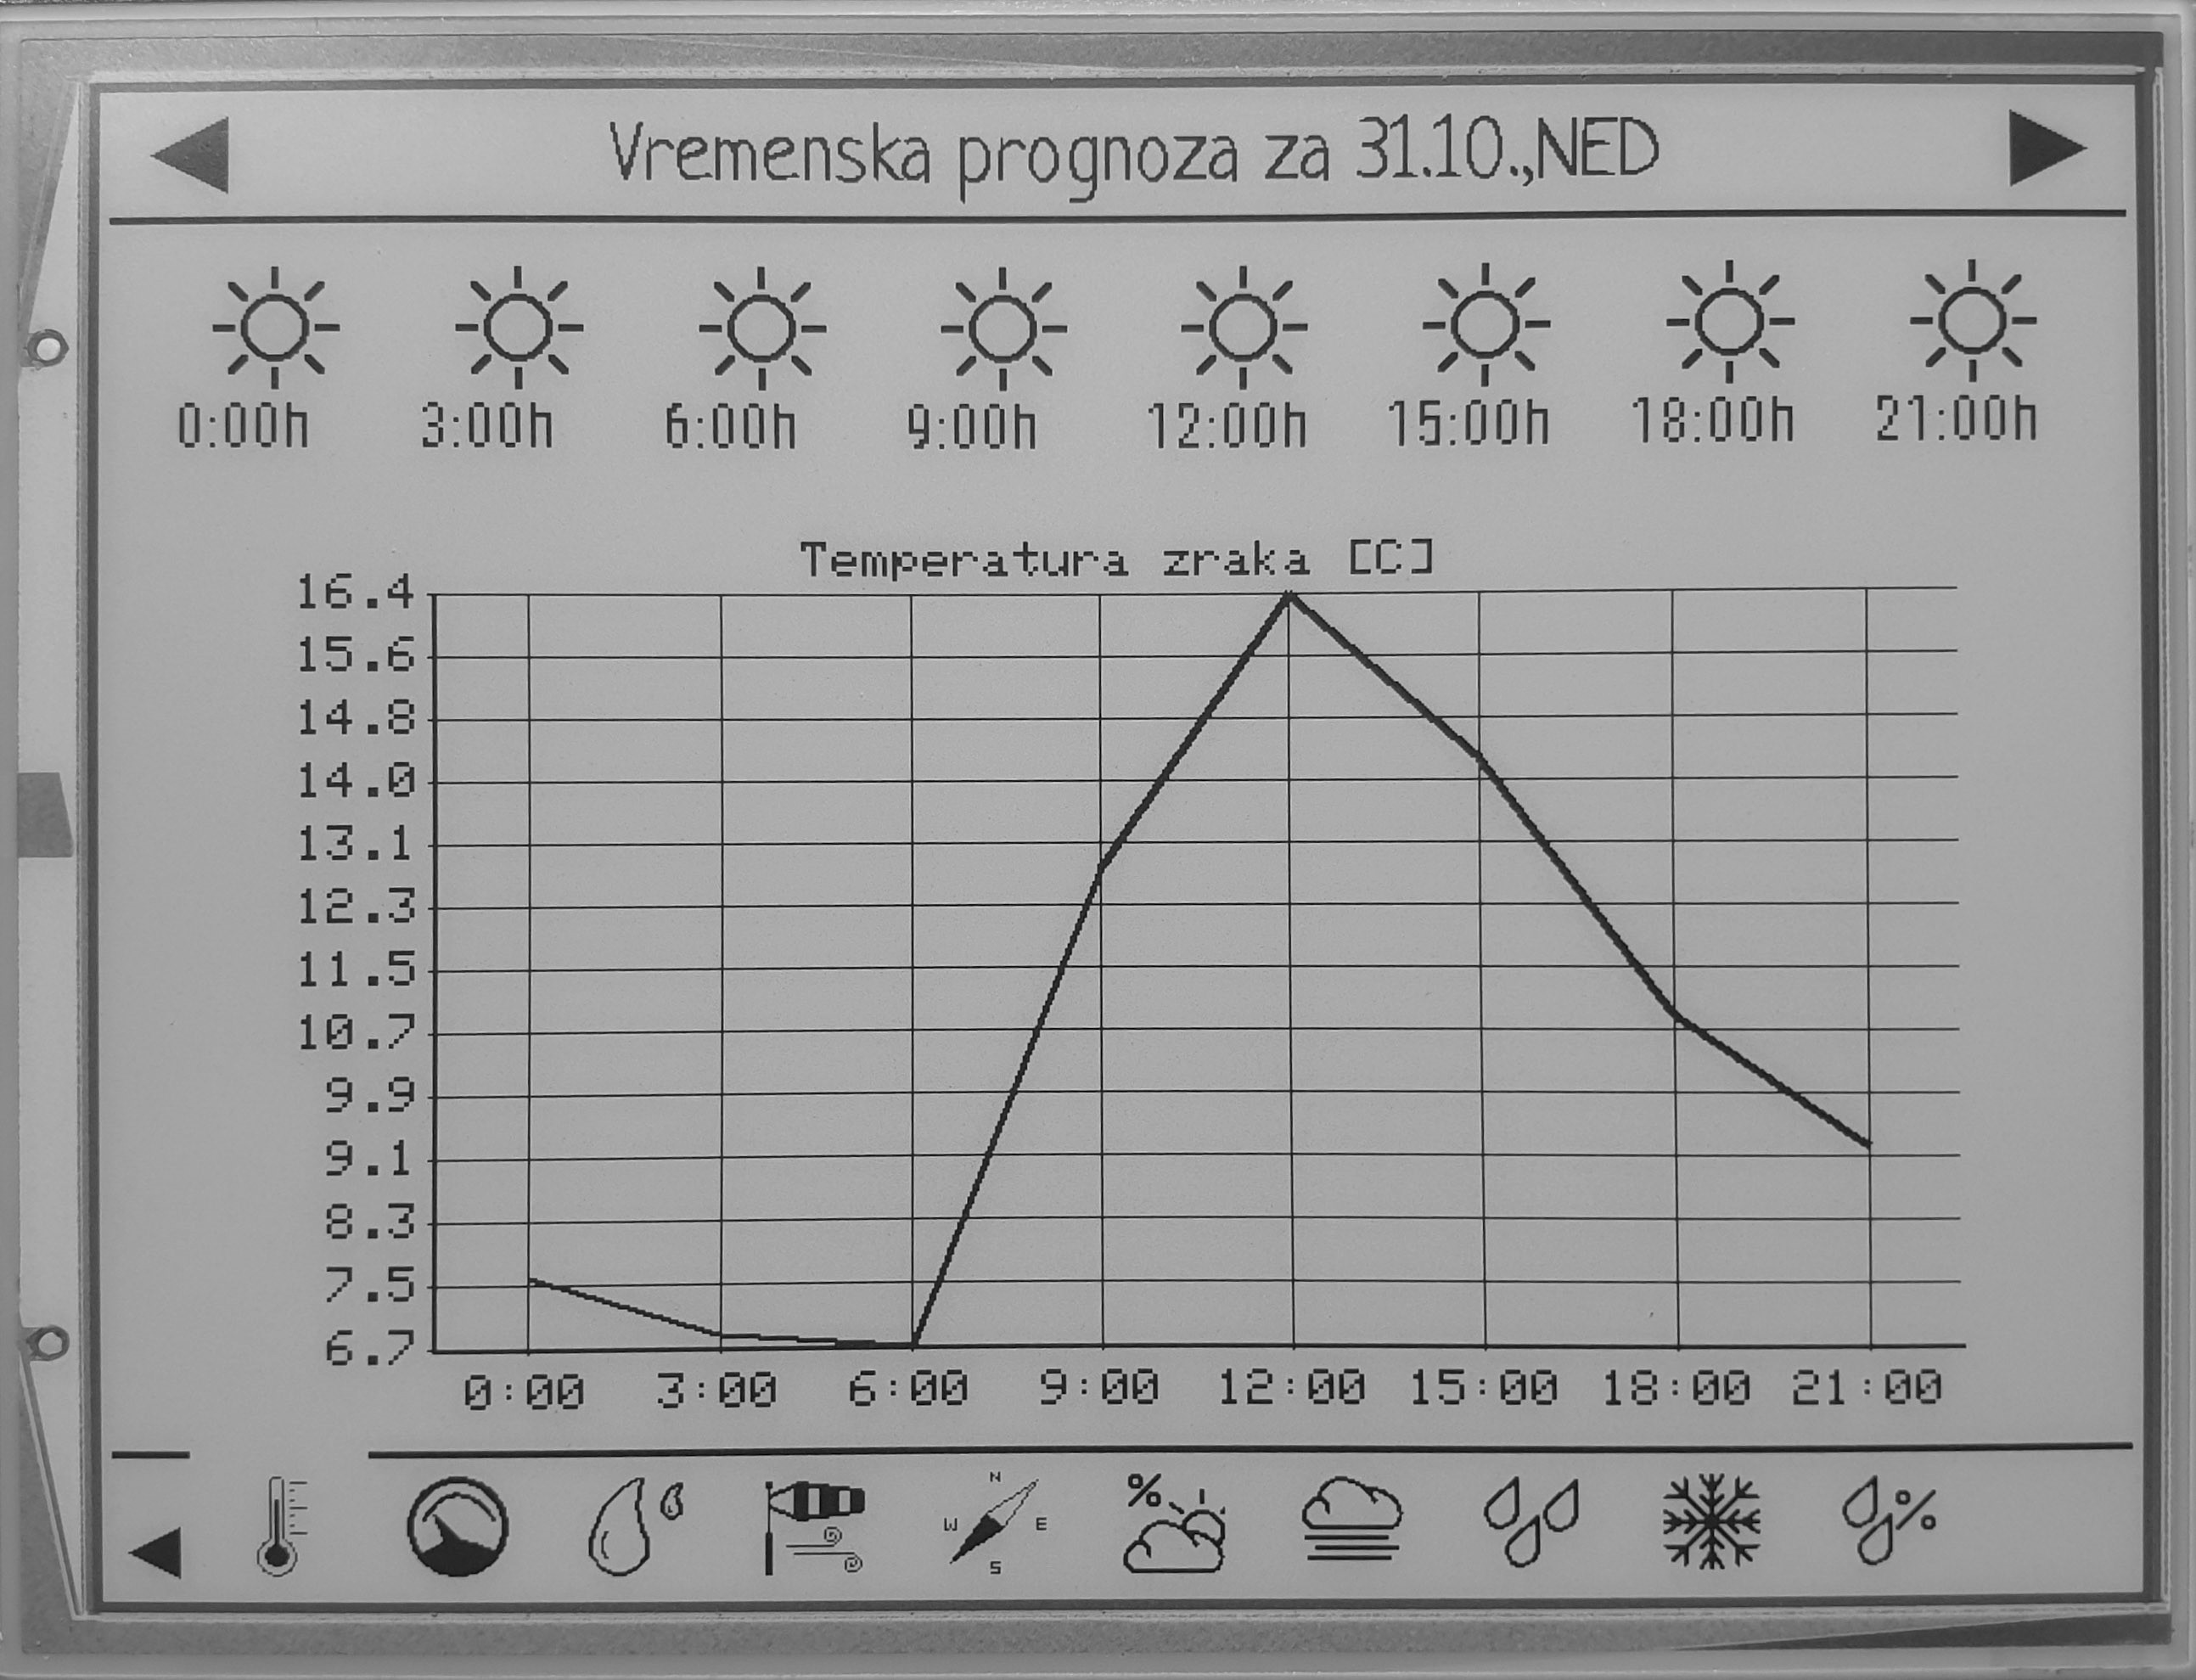 Vremenska prognoza za 31.10.,NED
0:00h 3:00h 6:00h 9:00h 12:00h 15:00h 18:00h 21:00h
Temperatura zraka [C]
16.4
15.6
14.8
14.0
13.1
12.3
11.5
10.7
9.9
9.1
8.3
7.5
6.7
0:00 3:00 6:00 9:00 12:00 15:00 18:00 21:00
N
W E
S
%
%